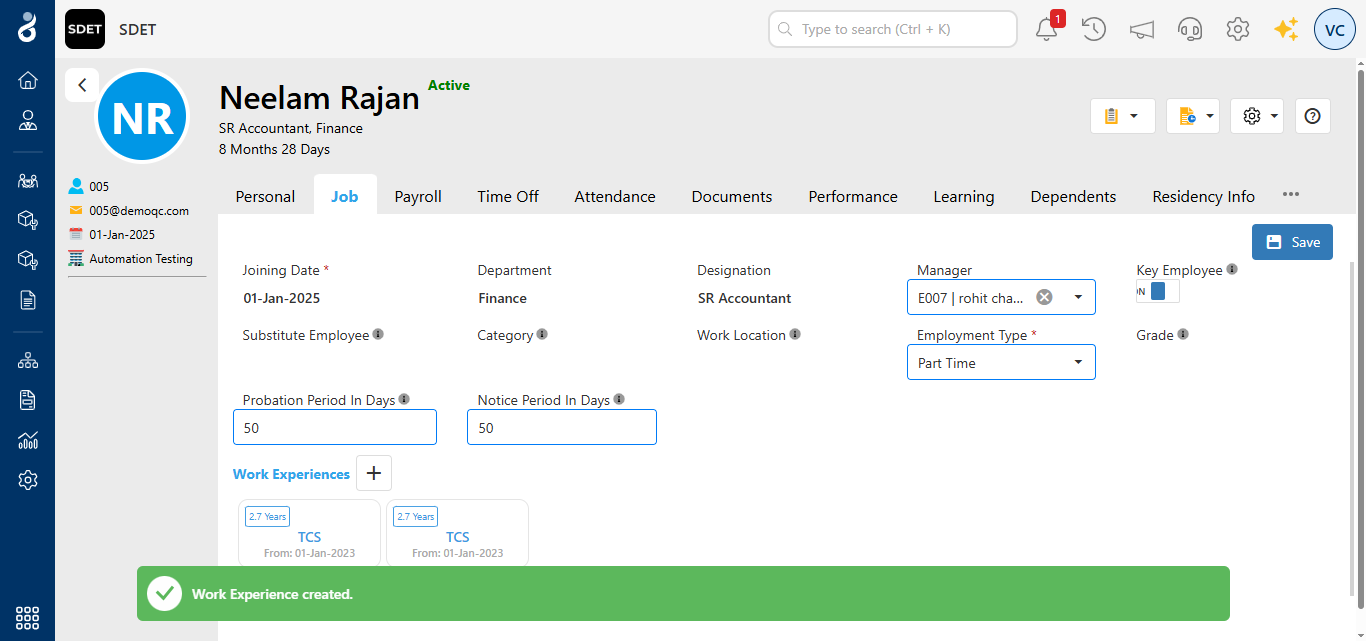 SDET
SDET
Type to search (Ctrl + K)
1
VC
NR
Neelam Rajan
Active
SR Accountant, Finance
8 Months 28 Days
005
005@demoqc.com
01-Jan-2025
Automation Testing
Personal
Job
Payroll
Time Off
Attendance
Documents
Performance
Learning
Dependents
Residency Info
Save
Joining Date *
Department
Designation
Manager
Key Employee
01-Jan-2025
Finance
SR Accountant
E007 | rohit cha...
ON
Substitute Employee
Category
Work Location
Employment Type *
Grade
Part Time
Probation Period In Days
Notice Period In Days
50
50
Work Experiences
2.7 Years
TCS
From: 01-Jan-2023
2.7 Years
TCS
From: 01-Jan-2023
Work Experience created.